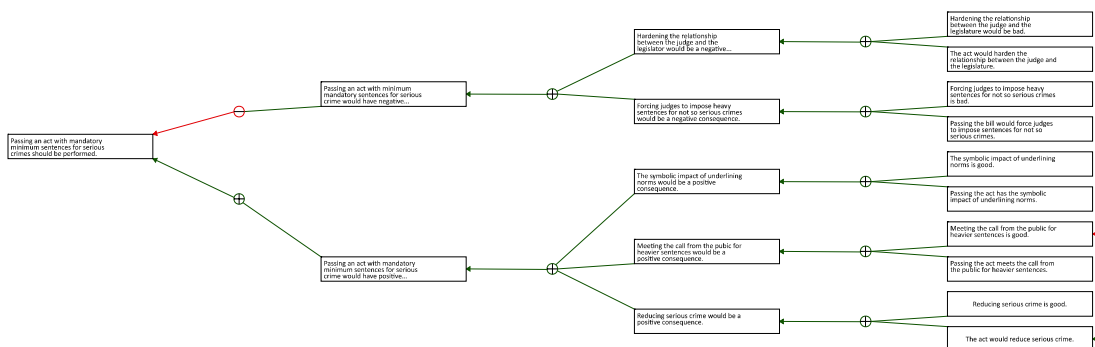 Passing an act with mandatory
minimum sentences for serious
crimes should be performed.
Passing an act with minimum
mandatory sentences for serious
crime would have negative...
Passing an act with mandatory
minimum sentences for serious
crime would have positive...
Hardening the relationship
between the judge and the
legislator would be a negative...
Forcing judges to impose heavy
sentences for not so serious crimes
would be a negative consequence.
The symbolic impact of underlining
norms would be a positive
consequence.
Meeting the call from the pubic for
heavier sentences would be a
positive consequence.
Reducing serious crime would be a
positive consequence.
Hardening the relationship
between the judge and the
legislature would be bad.
The act would harden the
relationship between the judge and
the legislature.
Forcing judges to impose heavy
sentences for not so serious crimes
is bad.
Passing the bill would force judges
to impose sentences for not so
serious crimes.
The symbolic impact of underlining
norms is good.
Passing the act has the symbolic
impact of underlining norms.
Meeting the call from the public for
heavier sentences is good.
Passing the act meets the call from
the public for heavier sentences.
Reducing serious crime is good.
The act would reduce serious crime.